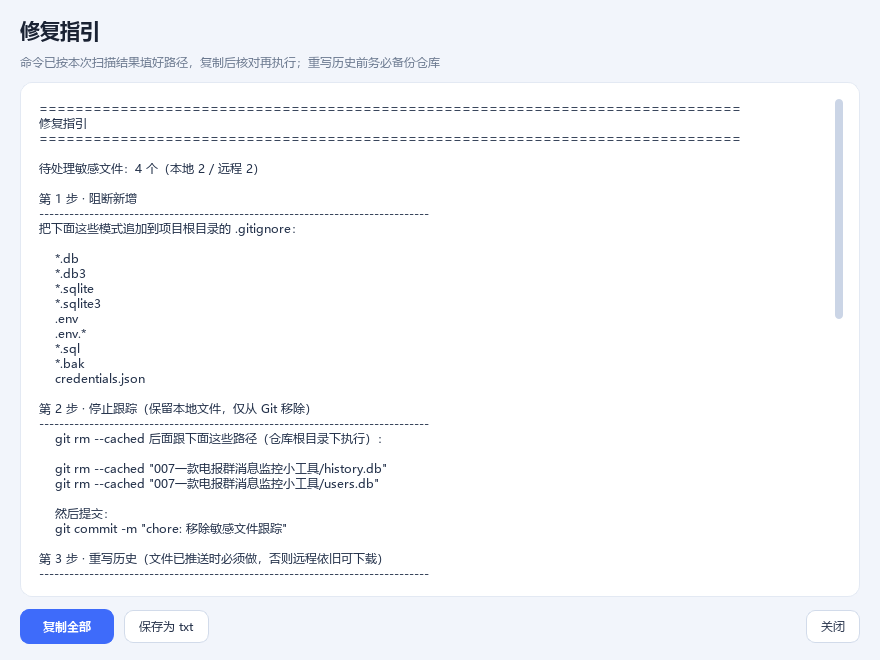 修复指引
命令已按本次扫描结果填好路径，复制后核对再执行；重写历史前务必备份仓库
==============================================================================
修复指引
==============================================================================
待处理敏感文件：4 个（本地 2 / 远程 2）
第 1 步 · 阻断新增
------------------------------------------------------------------------------
把下面这些模式追加到项目根目录的 .gitignore：
*.db
*.db3
*.sqlite
*.sqlite3
.env
.env.*
*.sql
*.bak
credentials.json
第 2 步 · 停止跟踪（保留本地文件，仅从 Git 移除）
------------------------------------------------------------------------------
git rm --cached 后面跟下面这些路径（仓库根目录下执行）：
git rm --cached "007一款电报群消息监控小工具/history.db"
git rm --cached "007一款电报群消息监控小工具/users.db"
然后提交：
git commit -m "chore: 移除敏感文件跟踪"
第 3 步 · 重写历史（文件已推送时必须做，否则远程依旧可下载）
------------------------------------------------------------------------------
复制全部
保存为 txt
关闭